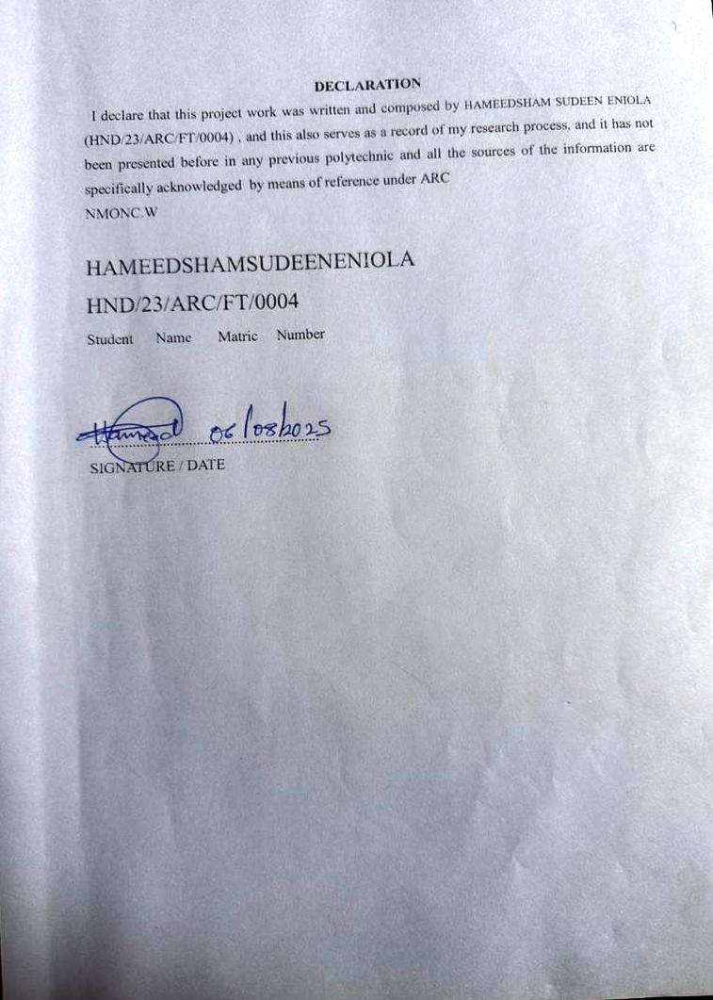 DECLARATION
I declare that this project work was written and composed by HAMEEDSHAM SUDEEN ENIOLA
(HND/23/ARC/FT/0004) , and this also serves as a record of my research process, and it has not
been presented before in any previous polytechnic and all the sources of the information are
specifically acknowledged by means of reference under ARC
NMONC.W
HAMEEDSHAMSUDEENENIOLA
HND/23/ARC/FT/0004
Student Name Matric Number
Hameed 06/08/2025
SIGNATURE / DATE